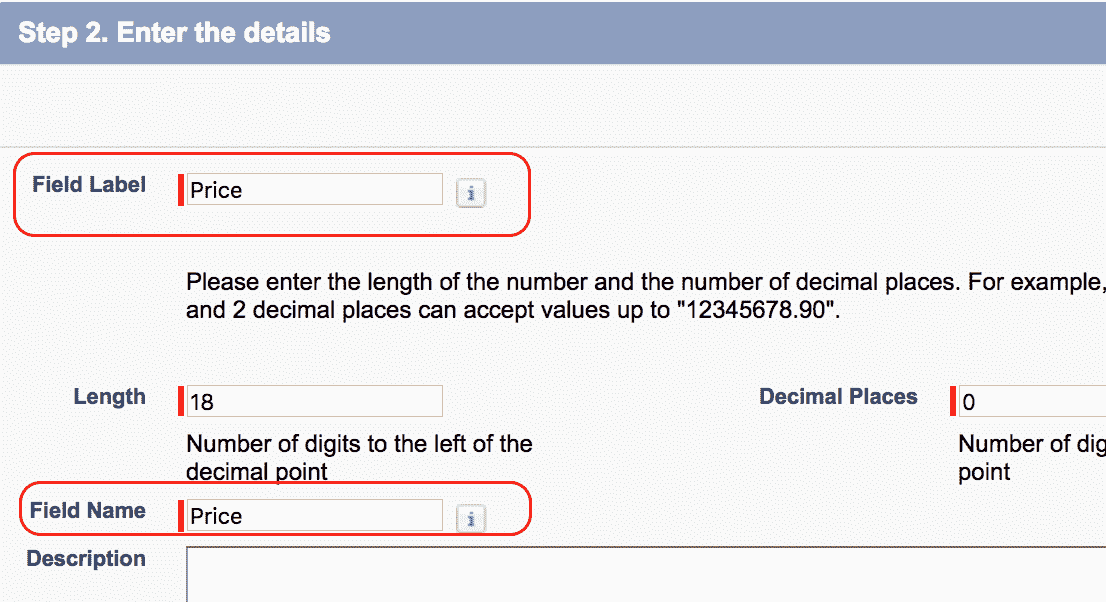 Step 2. Enter the details
Field Label Price i
Please enter the length of the number and the number of decimal places. For example,
and 2 decimal places can accept values up to "12345678.90".
Length 18 Decimal Places 0
Number of digits to the left of the Number of dig
decimal point point
Field Name Price i
Description